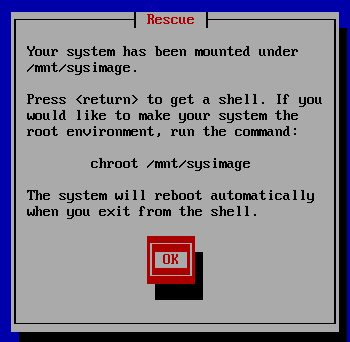 Rescue
Your system has been mounted under
/mnt/sysimage.
Press <return> to get a shell. If you
would like to make your system the
root environment, run the command:
chroot /mnt/sysimage
The system will reboot automatically
when you exit from the shell.
OK